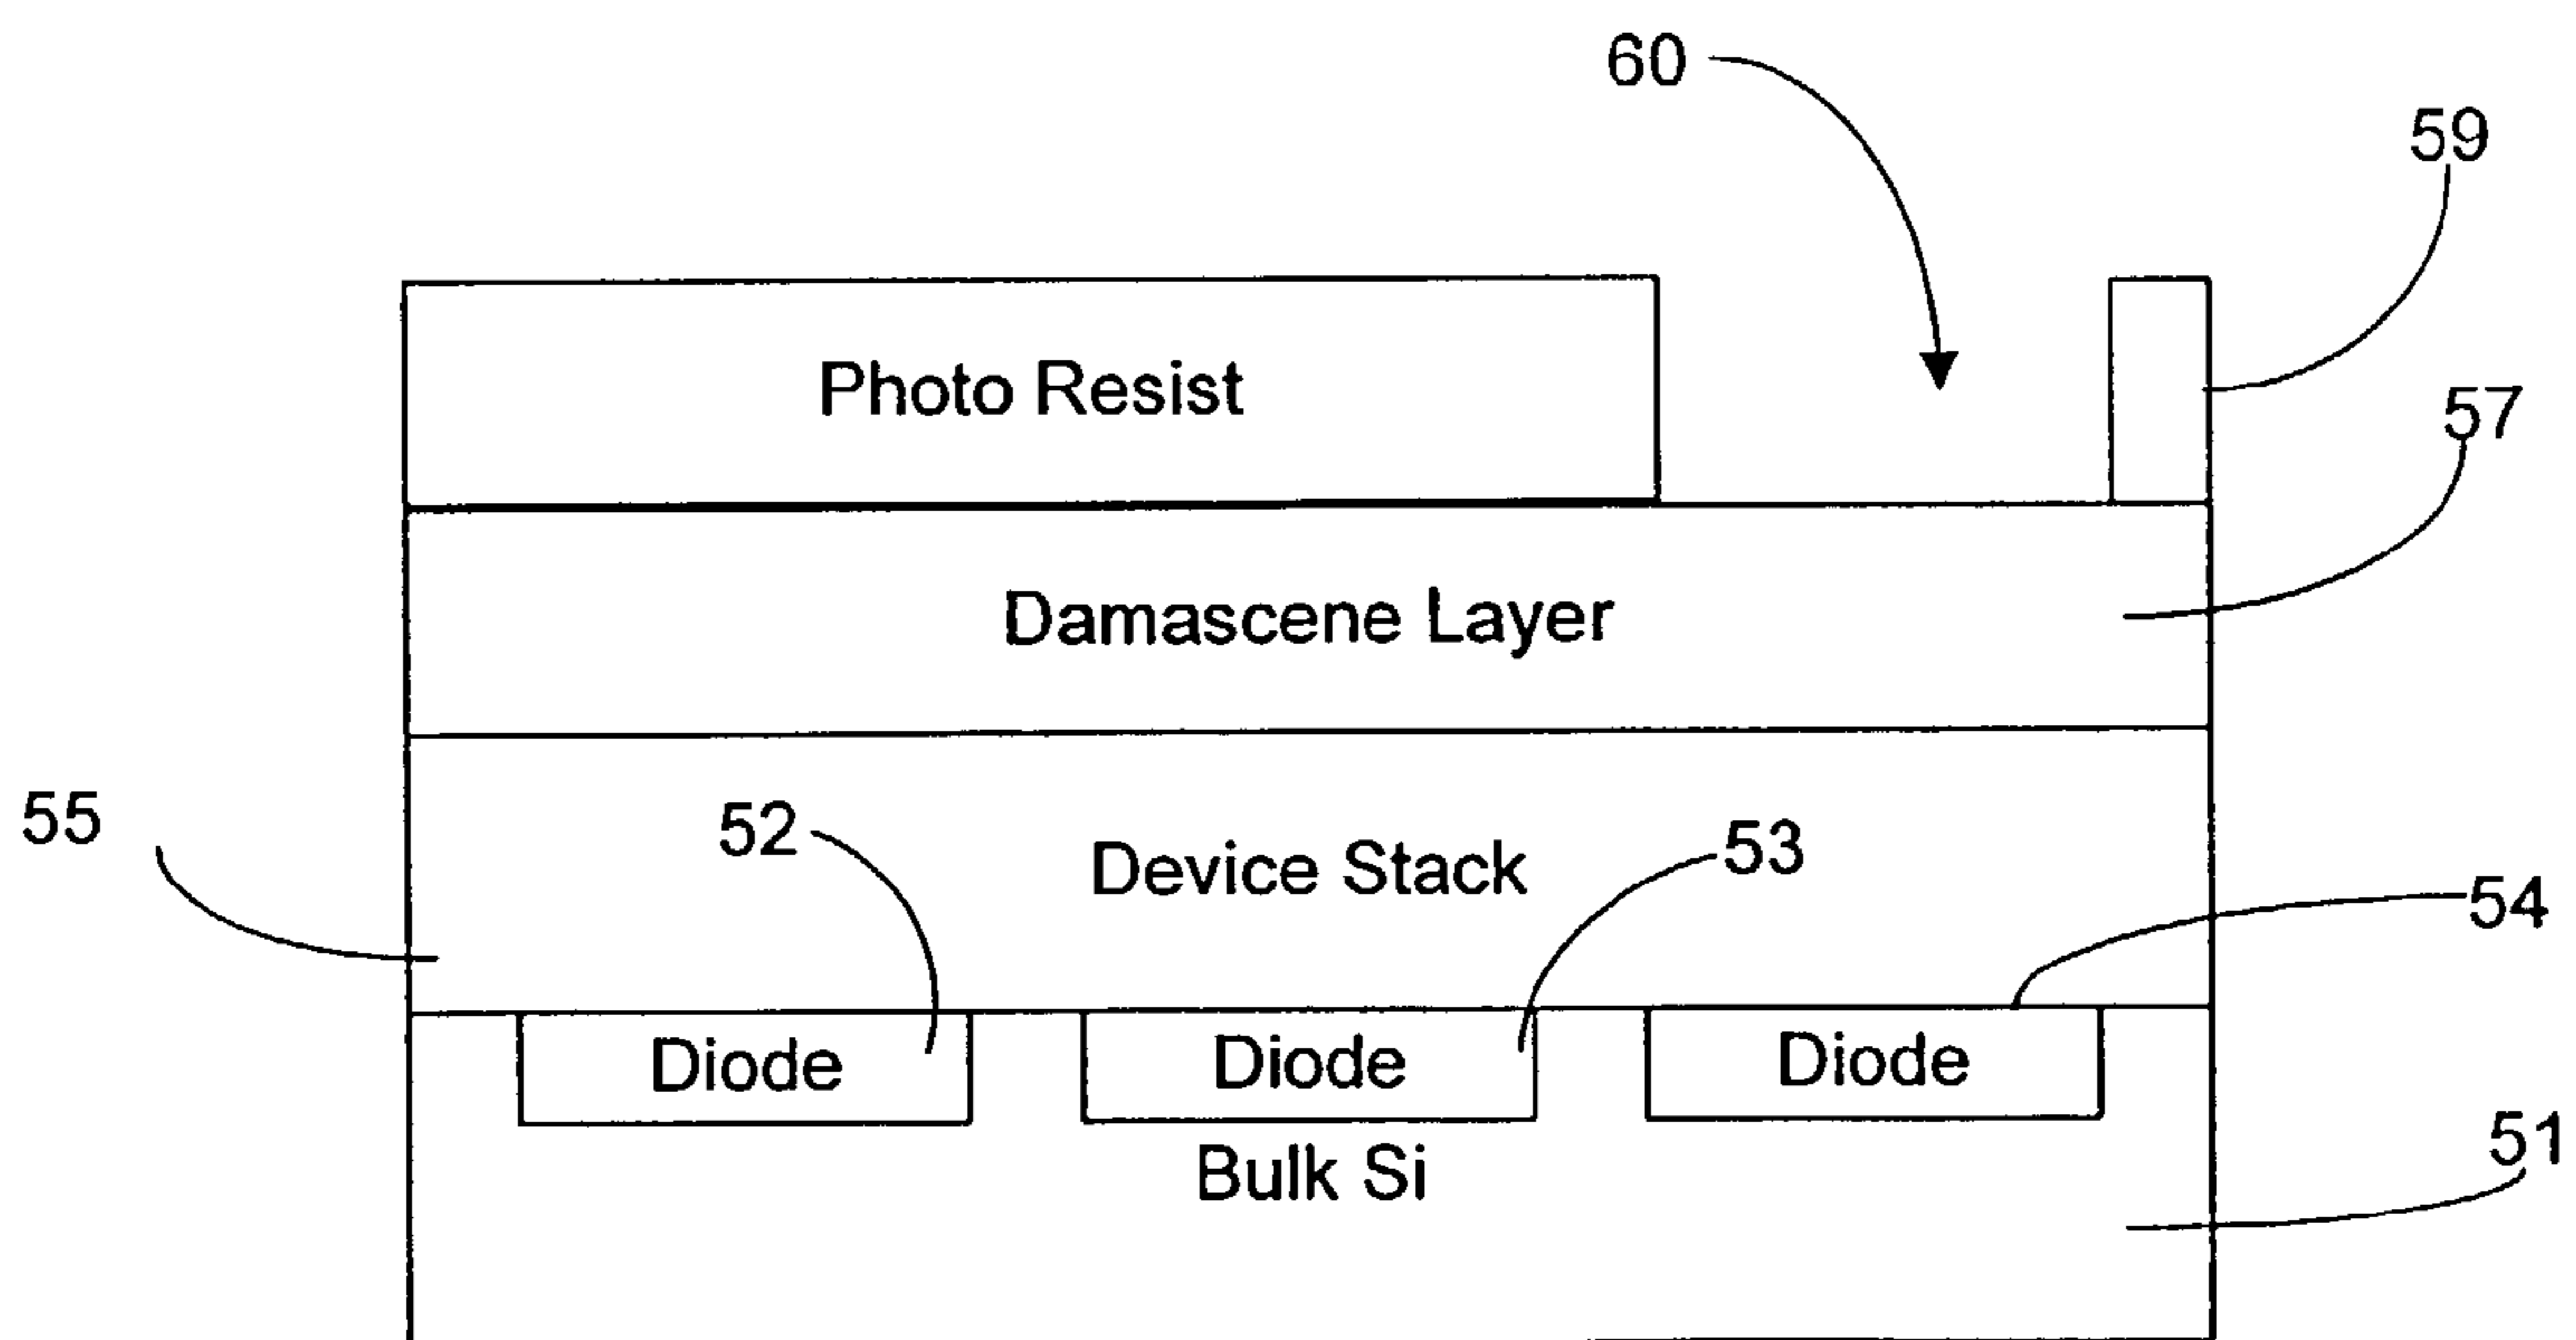 60
59
Photo Resist
57
Damascene Layer
55
52
Device Stack
53
54
Diode
Diode
Diode
Bulk Si
51